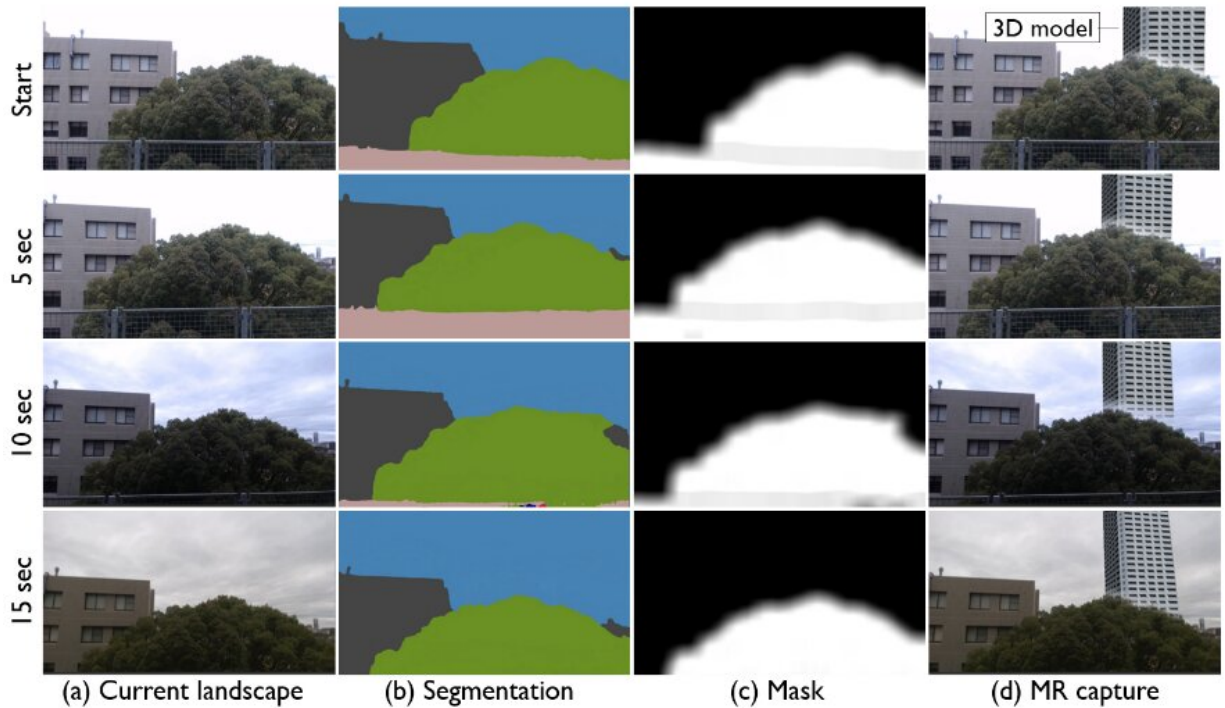 Start
3D model
5 sec
10 sec
15 sec
(a) Current landscape
(b) Segmentation
(c) Mask
(d) MR capture